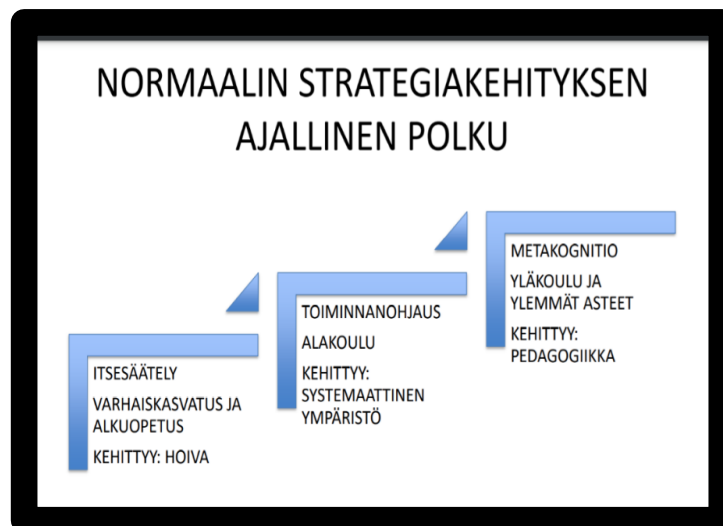 NORMAALIN STRATEGIAKEHITYKSEN
AJALLINEN POLKU
ITSESÄÄTELY
VARHAISKASVATUS JA
ALKUOPETUS
KEHITTYY: HOIVA
TOIMINNANOHJAUS
ALAKOULU
KEHITTYY:
SYSTEMAATTINEN
YMPÄRISTÖ
METAKOGNITIO
YLÄKOULU JA
YLEMMÄT ASTEET
KEHITTYY:
PEDAGOGIIKKA